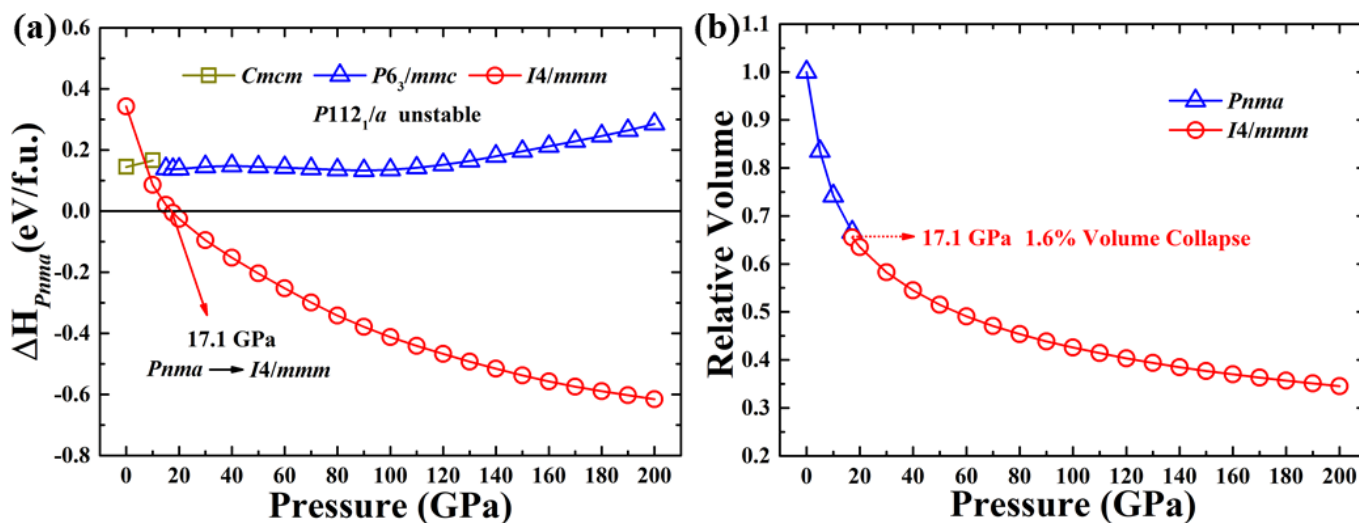 (a)
0.6
0.4
0.2
0.0
-0.2
-0.4
-0.6
-0.8
ΔH_Pnma(eV/f.u.)
Cmcm P6₃/mmc I4/mmm
P112₁/a unstable
17.1 GPa
Pnma → I4/mmm
0 20 40 60 80 100 120 140 160 180 200
Pressure (GPa)
(b)
1.1
1.0
0.9
0.8
0.7
0.6
0.5
0.4
0.3
0.2
Relative Volume
Pnma
I4/mmm
17.1 GPa 1.6% Volume Collapse
0 20 40 60 80 100 120 140 160 180 200
Pressure (GPa)